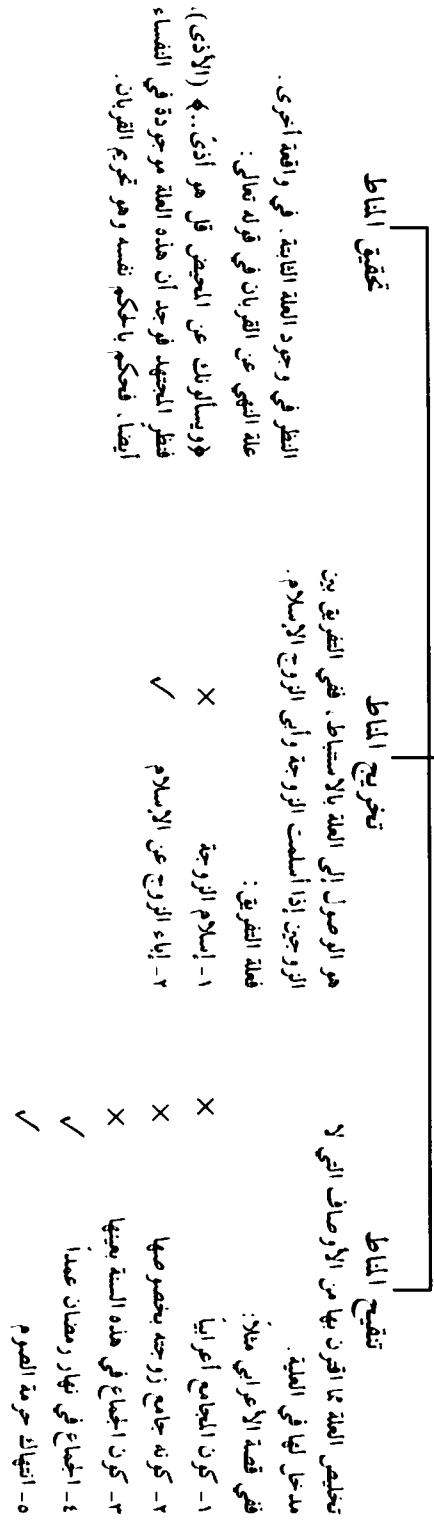 تنقيح المناط
تخليص العلة مما اقترن بها من الأوصاف التي لا
مدخل لها في العلية.
ففي قصة الأعرابي مثلاً:
١- كون المجامع أعرابياً ×
٢- كونه جامع زوجته بخصوصها ×
٣- كون الجماع في هذه السنة بعينها ×
٤- الجماع في نهار رمضان عمداً ✓
٥- انتهاك حرمة الصوم ✓
تخريج المناط
هو الوصول إلى العلة بالاستنباط، ففي التفريق بين
الزوجين إذا أسلمت الزوجة وأبى الزوج الإسلام.
فعلة التفريق:
١- إسلام الزوجة ×
٢- إباء الزوج عن الإسلام ✓
تحقيق المناط
النظر في وجود العلة الثابتة، في واقعة أخرى.
علة النهي عن القربان في قوله تعالى:
﴿ويسألونك عن المحيض قل هو أذىً..﴾ (الأذى).
فنظر المجتهد فوجد أن هذه العلة موجودة في النفساء
أيضاً، فحكم بالحكم نفسه وهو تحريم القربان.